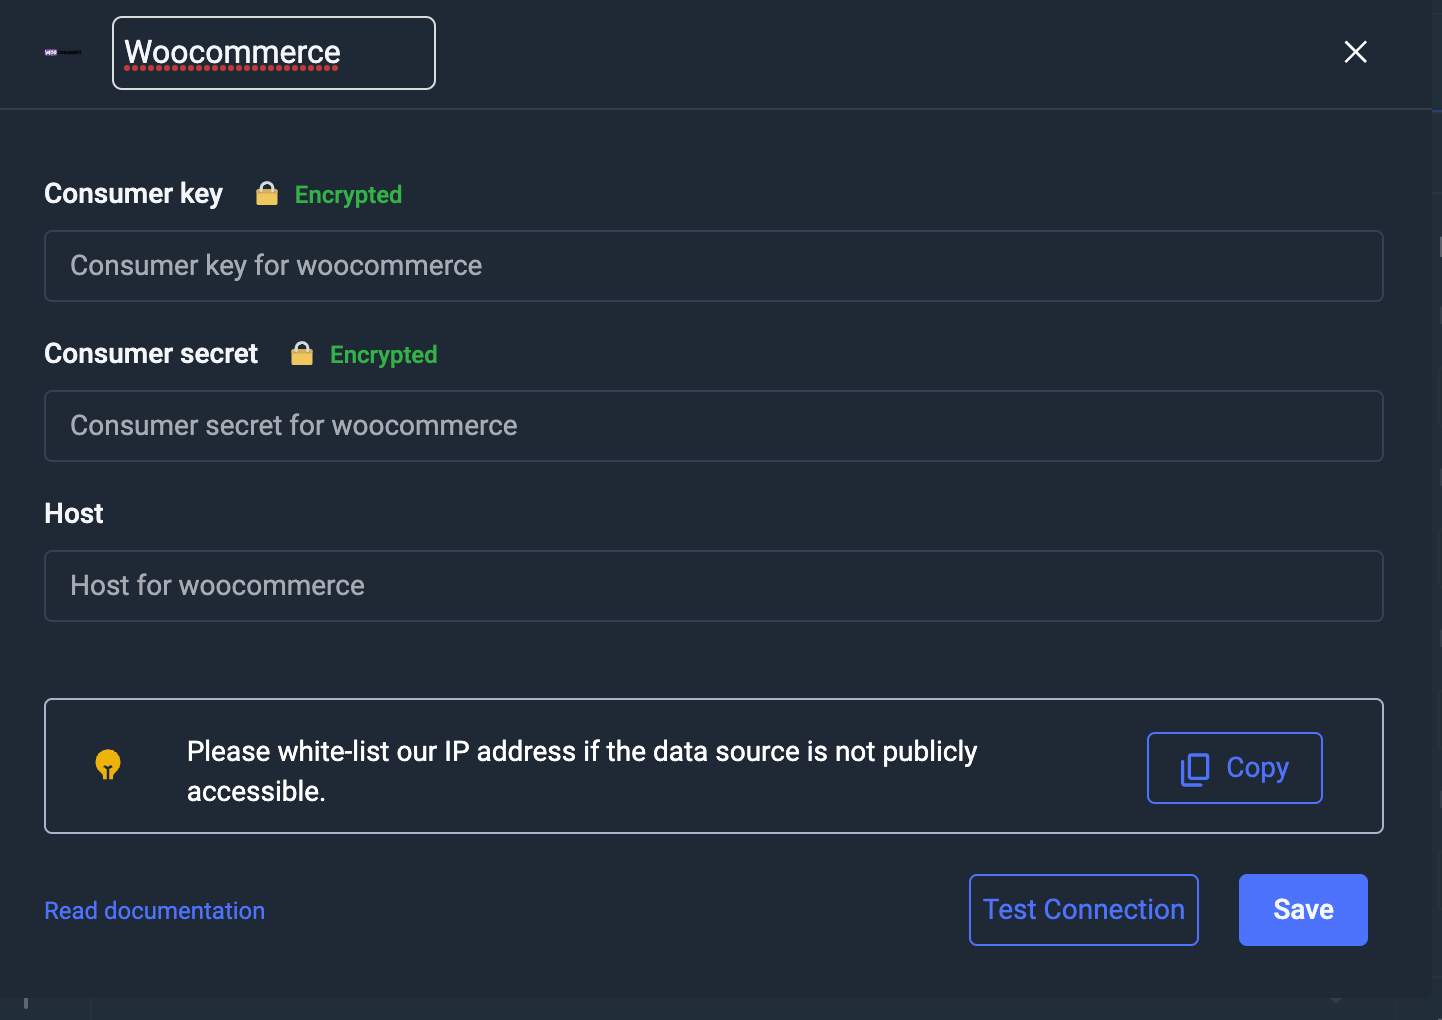 Woocommerce
Consumer key Encrypted
Consumer key for woocommerce
Consumer secret Encrypted
Consumer secret for woocommerce
Host
Host for woocommerce
Please white-list our IP address if the data source is not publicly
accessible.
Copy
Read documentation
Test Connection
Save